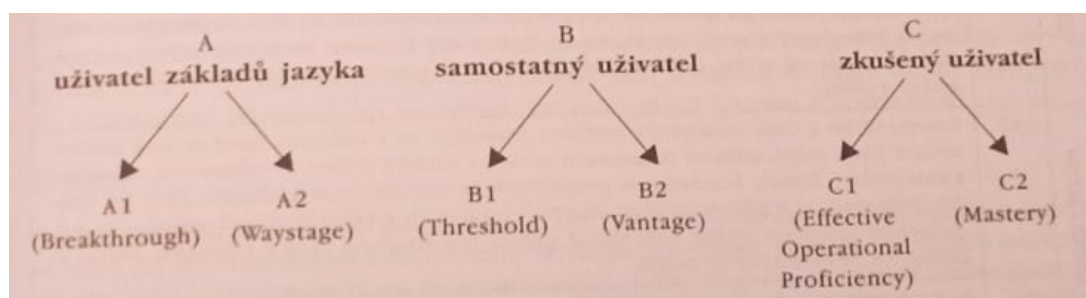 A
uživatel základů jazyka
B
samostatný uživatel
C
zkušený uživatel
A1
(Breakthrough)
A2
(Waystage)
B1
(Threshold)
B2
(Vantage)
C1
(Effective
Operational
Proficiency)
C2
(Mastery)